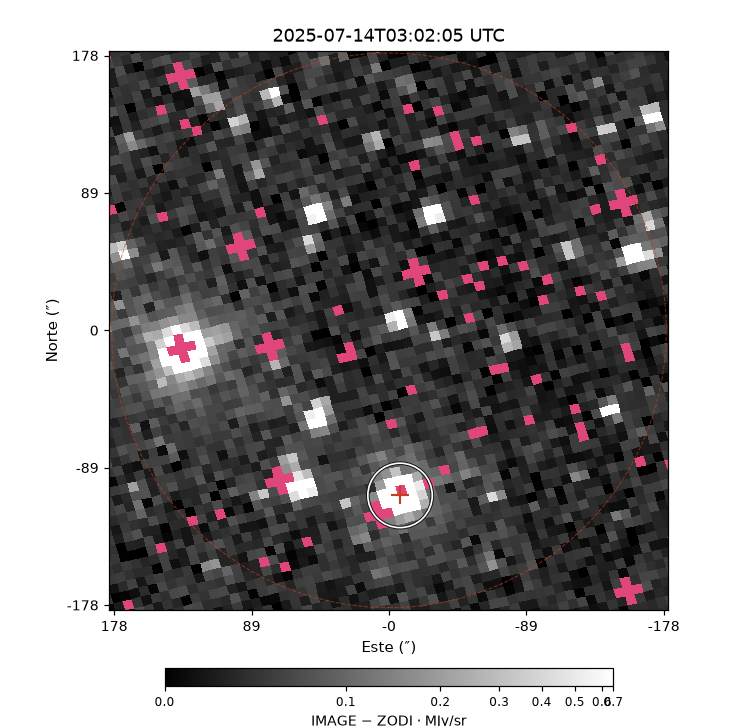 2025-07-14T03:02:05 UTC
178
89
0
-89
-178
Norte (″)
178 89 -0 -89 -178
Este (″)
0.0 0.1 0.2 0.3 0.4 0.5 0.6 0.7
IMAGE − ZODI · MJy/sr